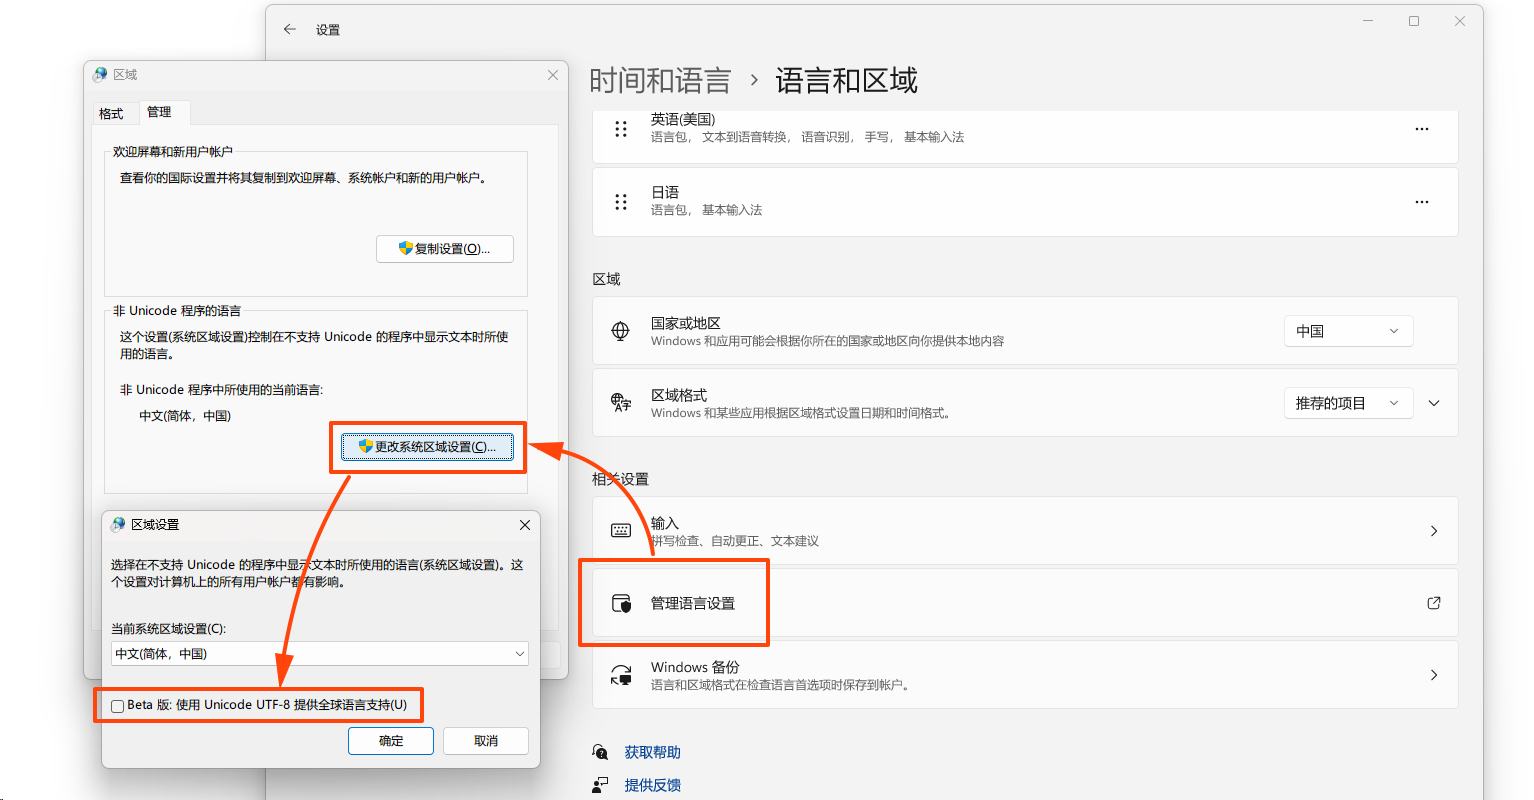 设置
时间和语言 › 语言和区域
英语(美国)
语言包， 文本到语音转换， 语音识别， 手写， 基本输入法
日语
语言包， 基本输入法
区域
国家或地区
Windows 和应用可能会根据你所在的国家或地区向你提供本地内容
中国
区域格式
Windows 和某些应用根据区域格式设置日期和时间格式。
推荐的项目
相关设置
输入
拼写检查、自动更正、文本建议
管理语言设置
Windows 备份
语言和区域格式在检查语言首选项时保存到帐户。
获取帮助
提供反馈
区域
格式
管理
欢迎屏幕和新用户帐户
查看你的国际设置并将其复制到欢迎屏幕、系统帐户和新的用户帐户。
复制设置(O)...
非 Unicode 程序的语言
这个设置(系统区域设置)控制在不支持 Unicode 的程序中显示文本时所使
用的语言。
非 Unicode 程序中所使用的当前语言:
中文(简体，中国)
更改系统区域设置(C)...
区域设置
选择在不支持 Unicode 的程序中显示文本时所使用的语言(系统区域设置)。这
个设置对计算机上的所有用户帐户都有影响。
当前系统区域设置(C):
中文(简体，中国)
Beta 版: 使用 Unicode UTF-8 提供全球语言支持(U)
确定
取消